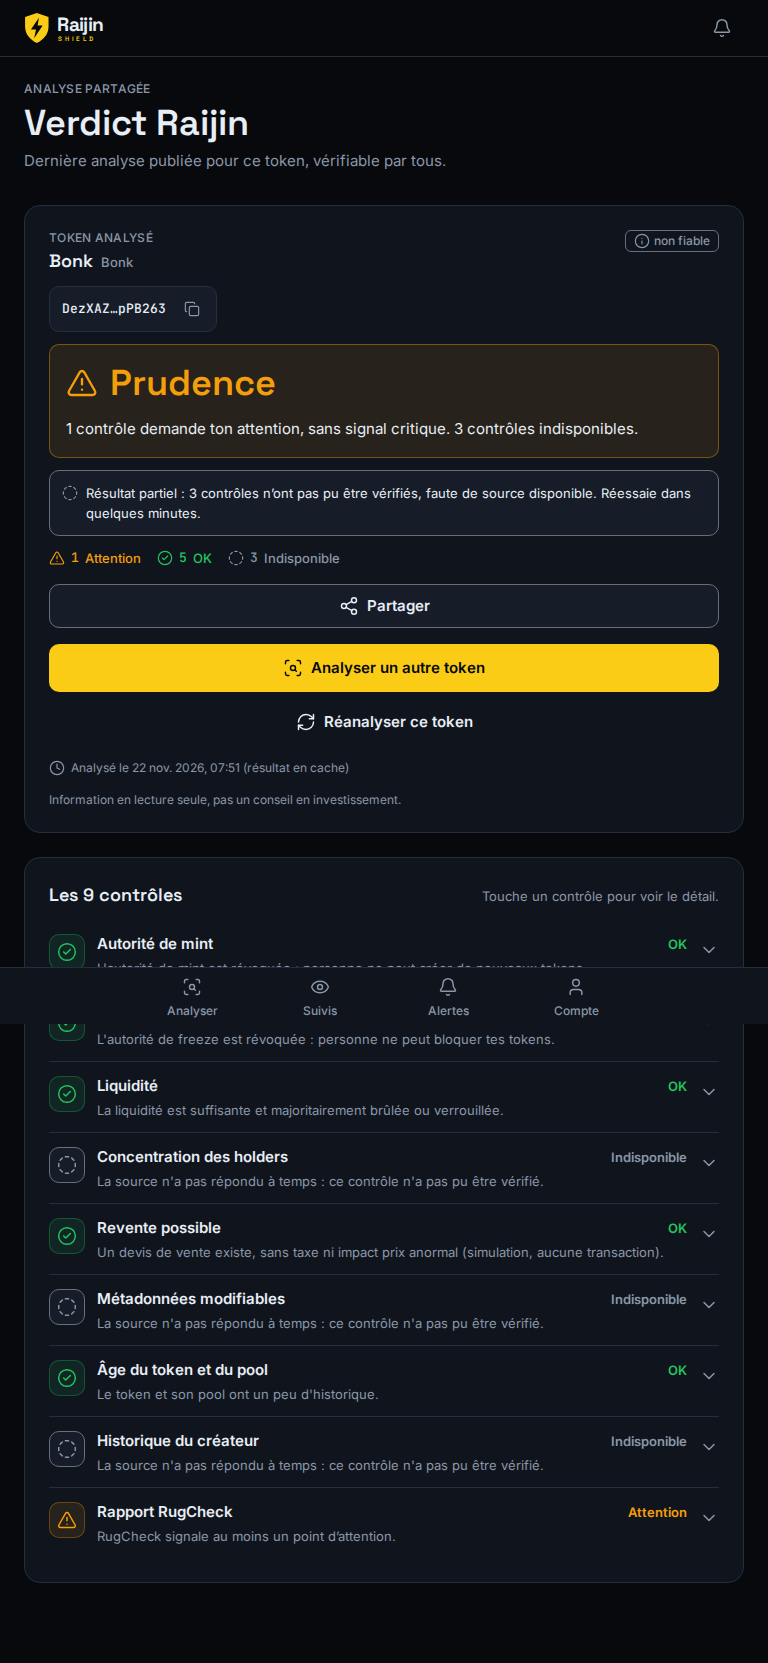 Raijin
SHIELD
ANALYSE PARTAGÉE
Verdict Raijin
Dernière analyse publiée pour ce token, vérifiable par tous.
TOKEN ANALYSÉ
non fiable
Bonk Bonk
DezXAZ…pPB263
Prudence
1 contrôle demande ton attention, sans signal critique. 3 contrôles indisponibles.
Résultat partiel : 3 contrôles n’ont pas pu être vérifiés, faute de source disponible. Réessaie dans
quelques minutes.
1 Attention 5 OK 3 Indisponible
Partager
Analyser un autre token
Réanalyser ce token
Analysé le 22 nov. 2026, 07:51 (résultat en cache)
Information en lecture seule, pas un conseil en investissement.
Les 9 contrôles
Touche un contrôle pour voir le détail.
Autorité de mint
OK
Analyser
Suivis
Alertes
Compte
L'autorité de freeze est révoquée : personne ne peut bloquer tes tokens.
Liquidité
OK
La liquidité est suffisante et majoritairement brûlée ou verrouillée.
Concentration des holders
Indisponible
La source n'a pas répondu à temps : ce contrôle n'a pas pu être vérifié.
Revente possible
OK
Un devis de vente existe, sans taxe ni impact prix anormal (simulation, aucune transaction).
Métadonnées modifiables
Indisponible
La source n'a pas répondu à temps : ce contrôle n'a pas pu être vérifié.
Âge du token et du pool
OK
Le token et son pool ont un peu d'historique.
Historique du créateur
Indisponible
La source n'a pas répondu à temps : ce contrôle n'a pas pu être vérifié.
Rapport RugCheck
Attention
RugCheck signale au moins un point d’attention.